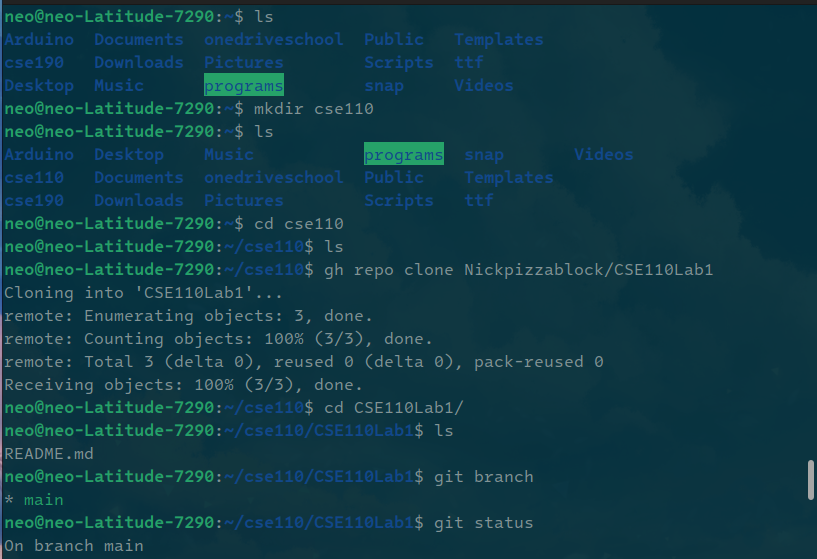 neo@neo-Latitude-7290:~$ ls
Arduino  Documents  onedriveschool  Public   Templates
cse190   Downloads  Pictures        Scripts  ttf
Desktop  Music      programs        snap     Videos
neo@neo-Latitude-7290:~$ mkdir cse110
neo@neo-Latitude-7290:~$ ls
Arduino  Desktop    Music           programs  snap       Videos
cse110   Documents  onedriveschool  Public    Templates
cse190   Downloads  Pictures        Scripts   ttf
neo@neo-Latitude-7290:~$ cd cse110
neo@neo-Latitude-7290:~/cse110$ ls
neo@neo-Latitude-7290:~/cse110$ gh repo clone Nickpizzablock/CSE110Lab1
Cloning into 'CSE110Lab1'...
remote: Enumerating objects: 3, done.
remote: Counting objects: 100% (3/3), done.
remote: Total 3 (delta 0), reused 0 (delta 0), pack-reused 0
Receiving objects: 100% (3/3), done.
neo@neo-Latitude-7290:~/cse110$ cd CSE110Lab1/
neo@neo-Latitude-7290:~/cse110/CSE110Lab1$ ls
README.md
neo@neo-Latitude-7290:~/cse110/CSE110Lab1$ git branch
* main
neo@neo-Latitude-7290:~/cse110/CSE110Lab1$ git status
On branch main